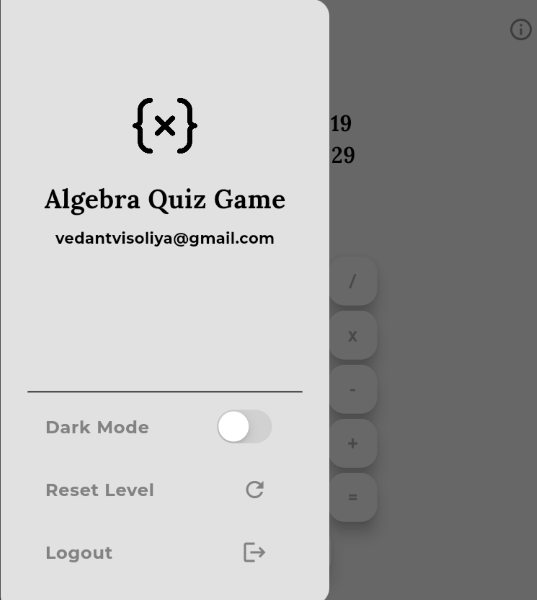 {×}
Algebra Quiz Game
vedantvisoliya@gmail.com
19
29
/
x
-
+
=
Dark Mode
Reset Level
Logout